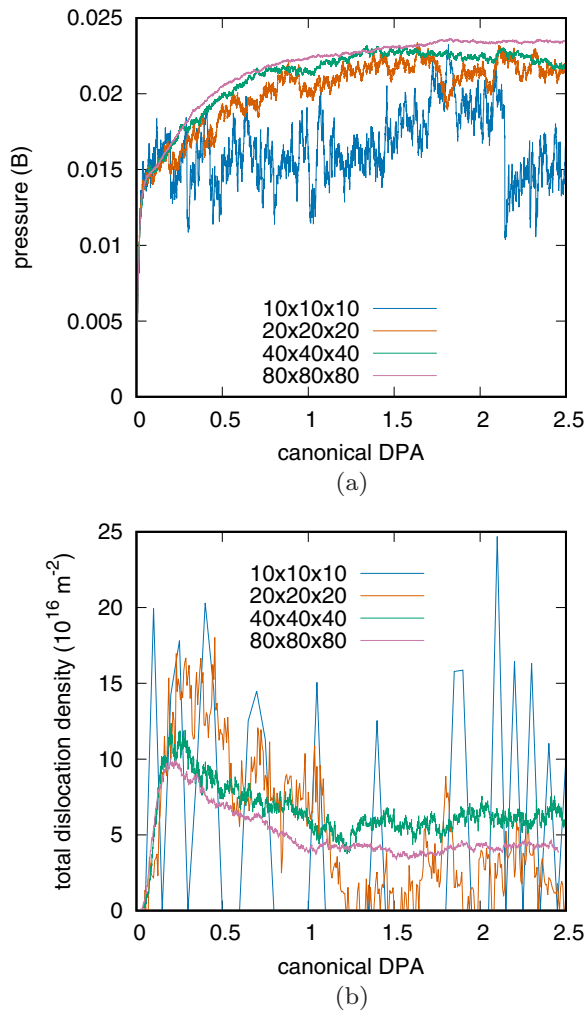 0.025
0.02
0.015
0.01
0.005
0
pressure (B)
10x10x10
20x20x20
40x40x40
80x80x80
0 0.5 1 1.5 2 2.5
canonical DPA
(a)
25
20
15
10
5
0
total dislocation density (10¹⁶ m⁻²)
10x10x10
20x20x20
40x40x40
80x80x80
0 0.5 1 1.5 2 2.5
canonical DPA
(b)